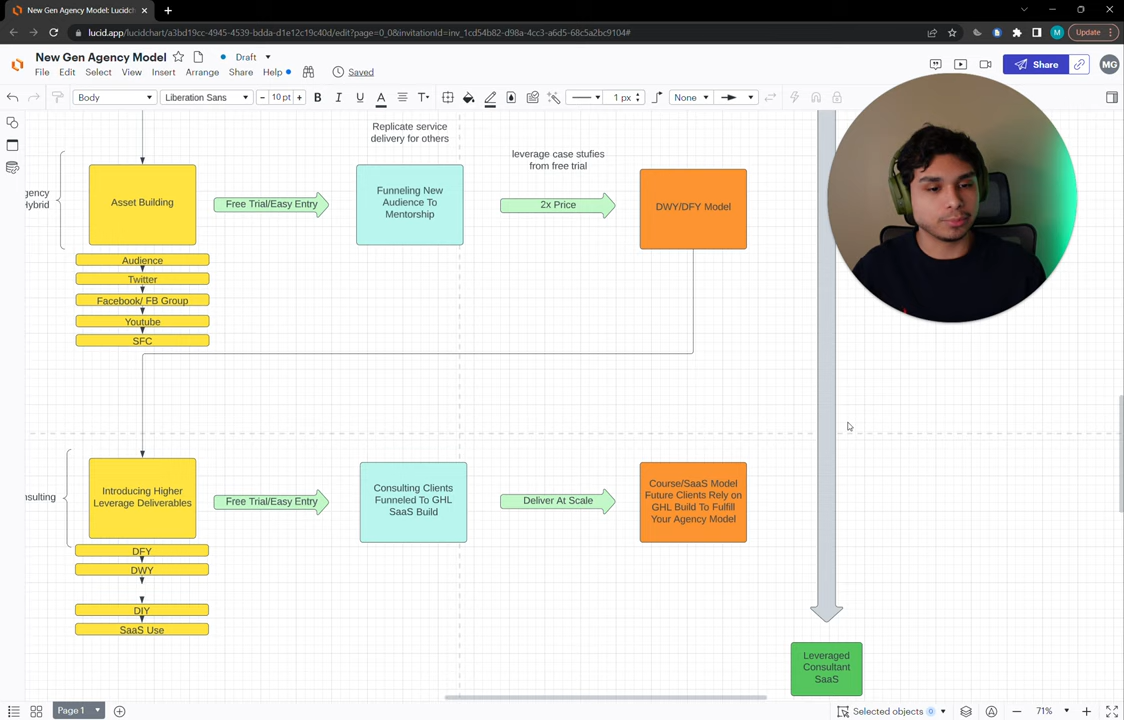 New Gen Agency Model: Lucidch
lucid.app/lucidchart/a3bd19cc-4945-4539-bdda-d1e12c19c40d/edit?page=0_0&invitationId=inv_1cd54b82-d98a-4cc3-a6d5-68c5a2bc9104#
M
Update
New Gen Agency Model
Draft
File Edit Select View Insert Arrange Share Help
Saved
Share
MG
Body
Liberation Sans
10 pt
B I U A T
1 px
None
Replicate service
delivery for others
leverage case stufies
from free trial
gency
Hybrid
Asset Building
Free Trial/Easy Entry
Funneling New
Audience To
Mentorship
2x Price
DWY/DFY Model
Audience
Twitter
Facebook/ FB Group
Youtube
SFC
nsulting
Introducing Higher
Leverage Deliverables
Free Trial/Easy Entry
Consulting Clients
Funneled To GHL
SaaS Build
Deliver At Scale
Course/SaaS Model
Future Clients Rely on
GHL Build To Fulfill
Your Agency Model
DFY
DWY
DIY
SaaS Use
Leveraged
Consultant
SaaS
Page 1
Selected objects 0
71%